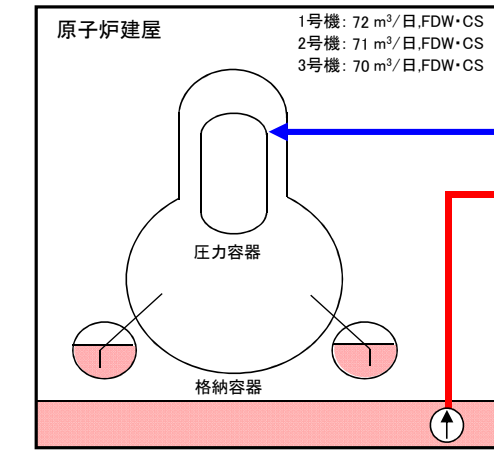 原子炉建屋
1号機: 72 m³/日,FDW・CS
2号機: 71 m³/日,FDW・CS
3号機: 70 m³/日,FDW・CS
圧力容器
格納容器